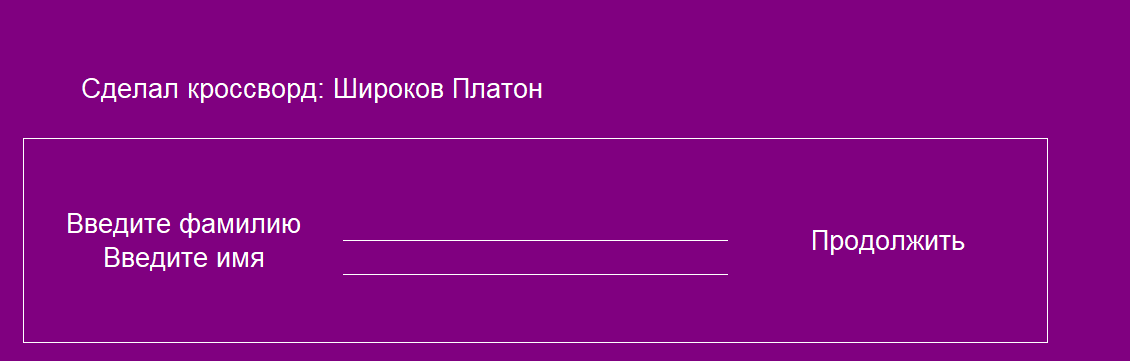 Сделал кроссворд: Широков Платон
Введите фамилию
Введите имя
Продолжить